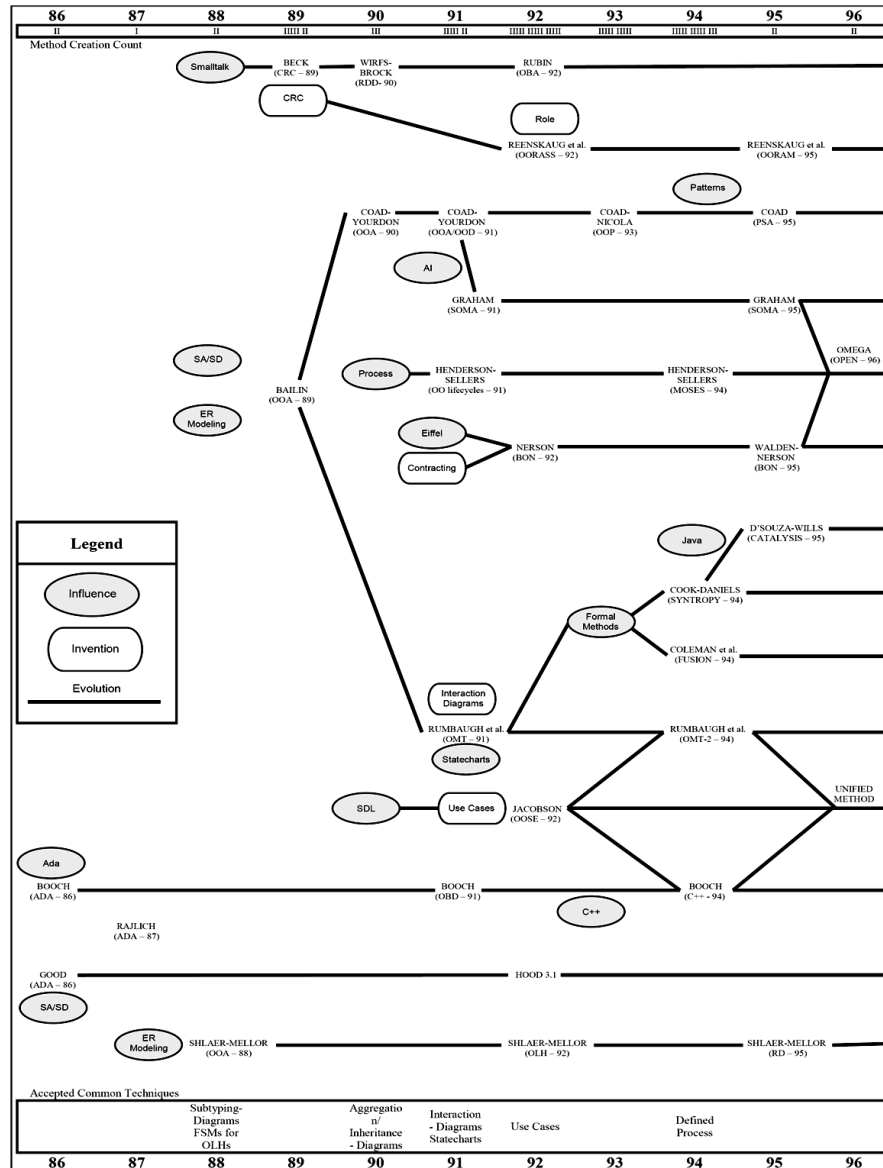 86 87 88 89 90 91 92 93 94 95 96
II I II IIIII II III IIIII II IIIII IIIII IIIII IIIII IIIII IIIII IIIII III II II
Method Creation Count
Smalltalk
BECK
(CRC – 89)
WIRFS-
BROCK
(RDD- 90)
RUBIN
(OBA – 92)
CRC
Role
REENSKAUG et al.
(OORASS – 92)
REENSKAUG et al.
(OORAM – 95)
Patterns
COAD-
YOURDON
(OOA – 90)
COAD-
YOURDON
(OOA/OOD – 91)
COAD-
NICOLA
(OOP – 93)
COAD
(PSA – 95)
AI
GRAHAM
(SOMA – 91)
GRAHAM
(SOMA – 95)
OMEGA
(OPEN – 96)
SA/SD
BAILIN
(OOA – 89)
Process
HENDERSON-
SELLERS
(OO lifecycles – 91)
HENDERSON-
SELLERS
(MOSES – 94)
ER
Modeling
Eiffel
Contracting
NERSON
(BON – 92)
WALDEN-
NERSON
(BON – 95)
Legend
Influence
Invention
Evolution
Java
D'SOUZA-WILLS
(CATALYSIS – 95)
COOK-DANIELS
(SYNTROPY – 94)
Formal
Methods
COLEMAN et al.
(FUSION – 94)
Interaction
Diagrams
RUMBAUGH et al.
(OMT – 91)
RUMBAUGH et al.
(OMT-2 – 94)
Statecharts
SDL
Use Cases
JACOBSON
(OOSE – 92)
UNIFIED
METHOD
Ada
BOOCH
(ADA – 86)
BOOCH
(OBD – 91)
BOOCH
(C++ - 94)
C++
RAJLICH
(ADA – 87)
GOOD
(ADA – 86)
HOOD 3.1
SA/SD
ER
Modeling
SHLAER-MELLOR
(OOA – 88)
SHLAER-MELLOR
(OLH – 92)
SHLAER-MELLOR
(RD – 95)
Accepted Common Techniques
Subtyping-
Diagrams
FSMs for
OLHs
Aggregatio
n/
Inheritance
- Diagrams
Interaction
- Diagrams
Statecharts
Use Cases
Defined
Process
86 87 88 89 90 91 92 93 94 95 96